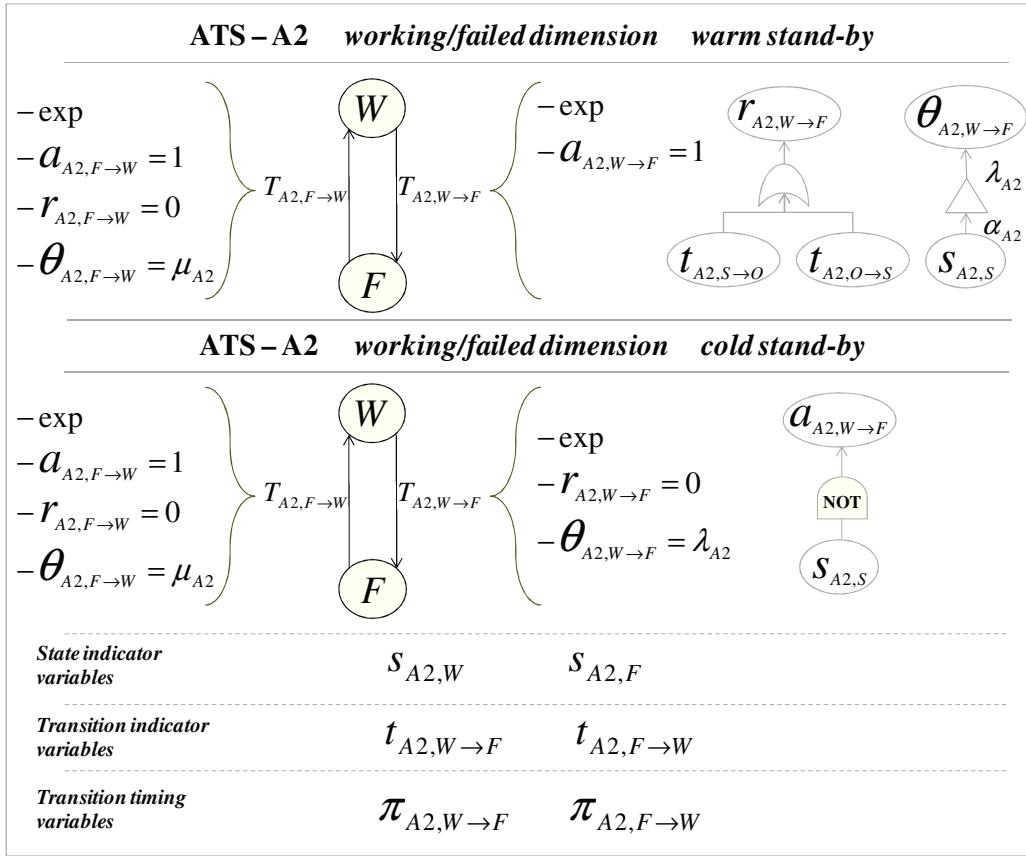 ATS – A2 working/failed dimension warm stand-by
– exp
– a_{A2,F→W} = 1
– r_{A2,F→W} = 0
– θ_{A2,F→W} = μ_{A2}
W
T_{A2,F→W} T_{A2,W→F}
F
– exp
– a_{A2,W→F} = 1
r_{A2,W→F}
t_{A2,S→O} t_{A2,O→S}
θ_{A2,W→F}
λ_{A2}
α_{A2}
s_{A2,S}
ATS – A2 working/failed dimension cold stand-by
– exp
– a_{A2,F→W} = 1
– r_{A2,F→W} = 0
– θ_{A2,F→W} = μ_{A2}
W
T_{A2,F→W} T_{A2,W→F}
F
– exp
– r_{A2,W→F} = 0
– θ_{A2,W→F} = λ_{A2}
a_{A2,W→F}
NOT
s_{A2,S}
State indicator
variables
s_{A2,W} s_{A2,F}
Transition indicator
variables
t_{A2,W→F} t_{A2,F→W}
Transition timing
variables
π_{A2,W→F} π_{A2,F→W}